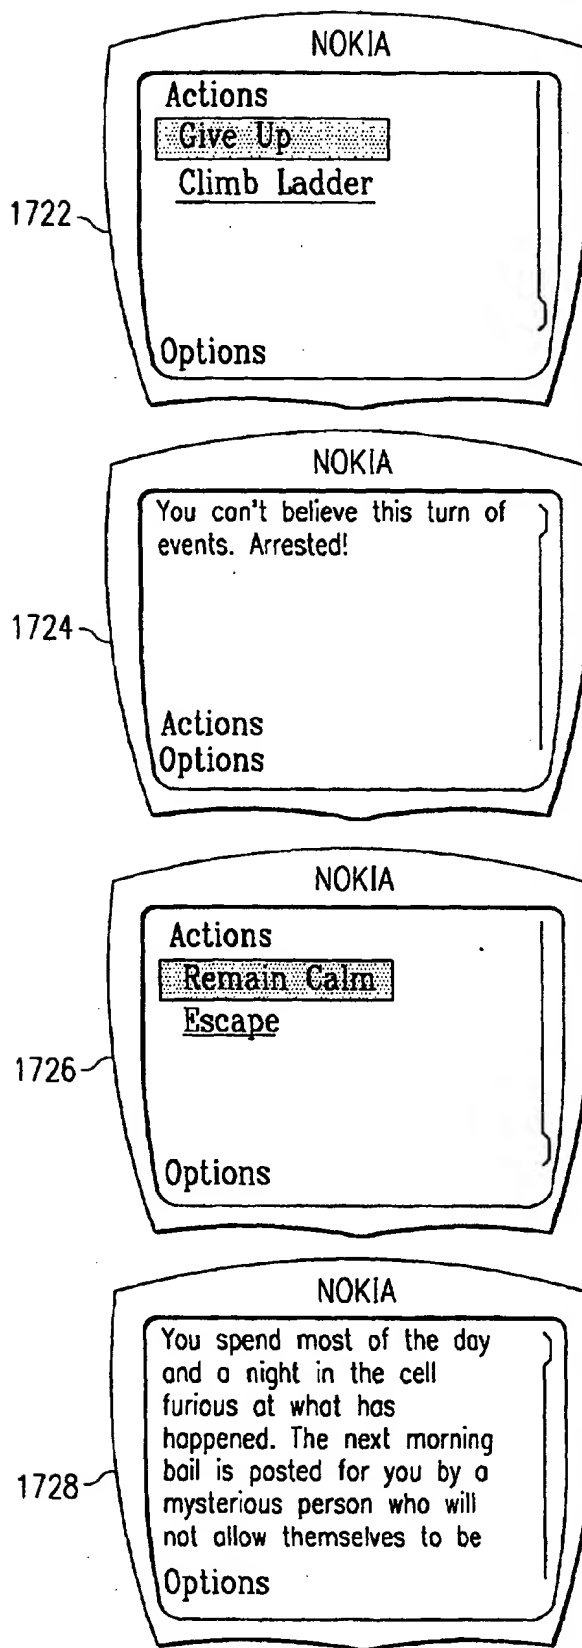 NOKIA
Actions
Give Up
Climb Ladder
1722
Options
NOKIA
You can't believe this turn of
events. Arrested!
1724
Actions
Options
NOKIA
Actions
Remain Calm
Escape
1726
Options
NOKIA
You spend most of the day
and a night in the cell
furious at what has
happened. The next morning
bail is posted for you by a
1728
mysterious person who will
not allow themselves to be
Options